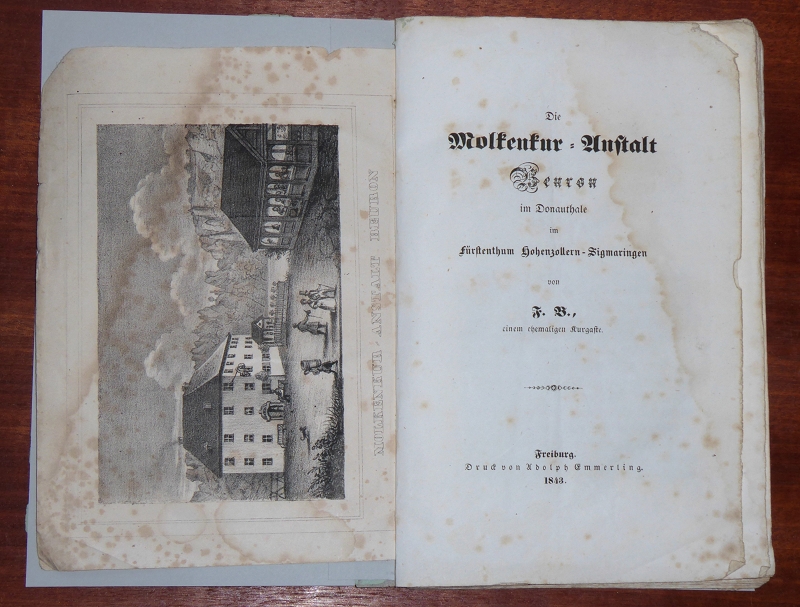 MOLKENKUR-ANSTALT BEURON
Die
Molkenkur-Anstalt
Beuron
im Donauthale
im
Fürstenthum Hohenzollern-Sigmaringen
von
F. B.,
einem ehemaligen Kurgaste.
Freiburg.
Druck von Adolph Emmerling.
1843.